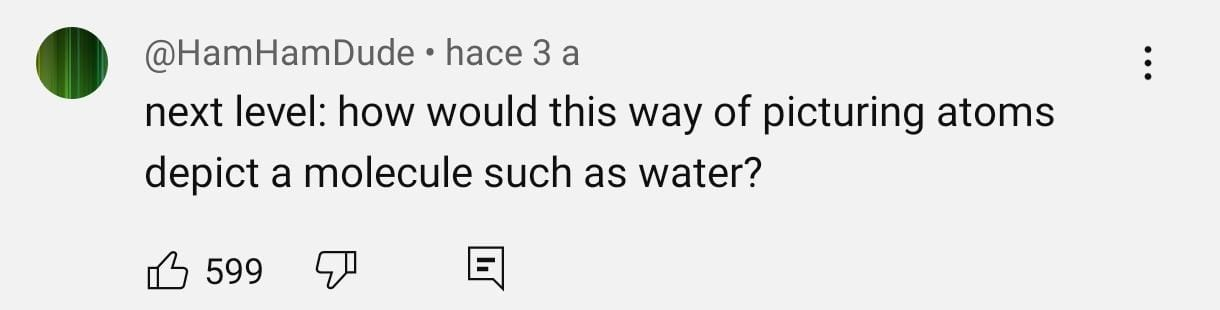 @HamHamDude • hace 3 a
next level: how would this way of picturing atoms
depict a molecule such as water?
599